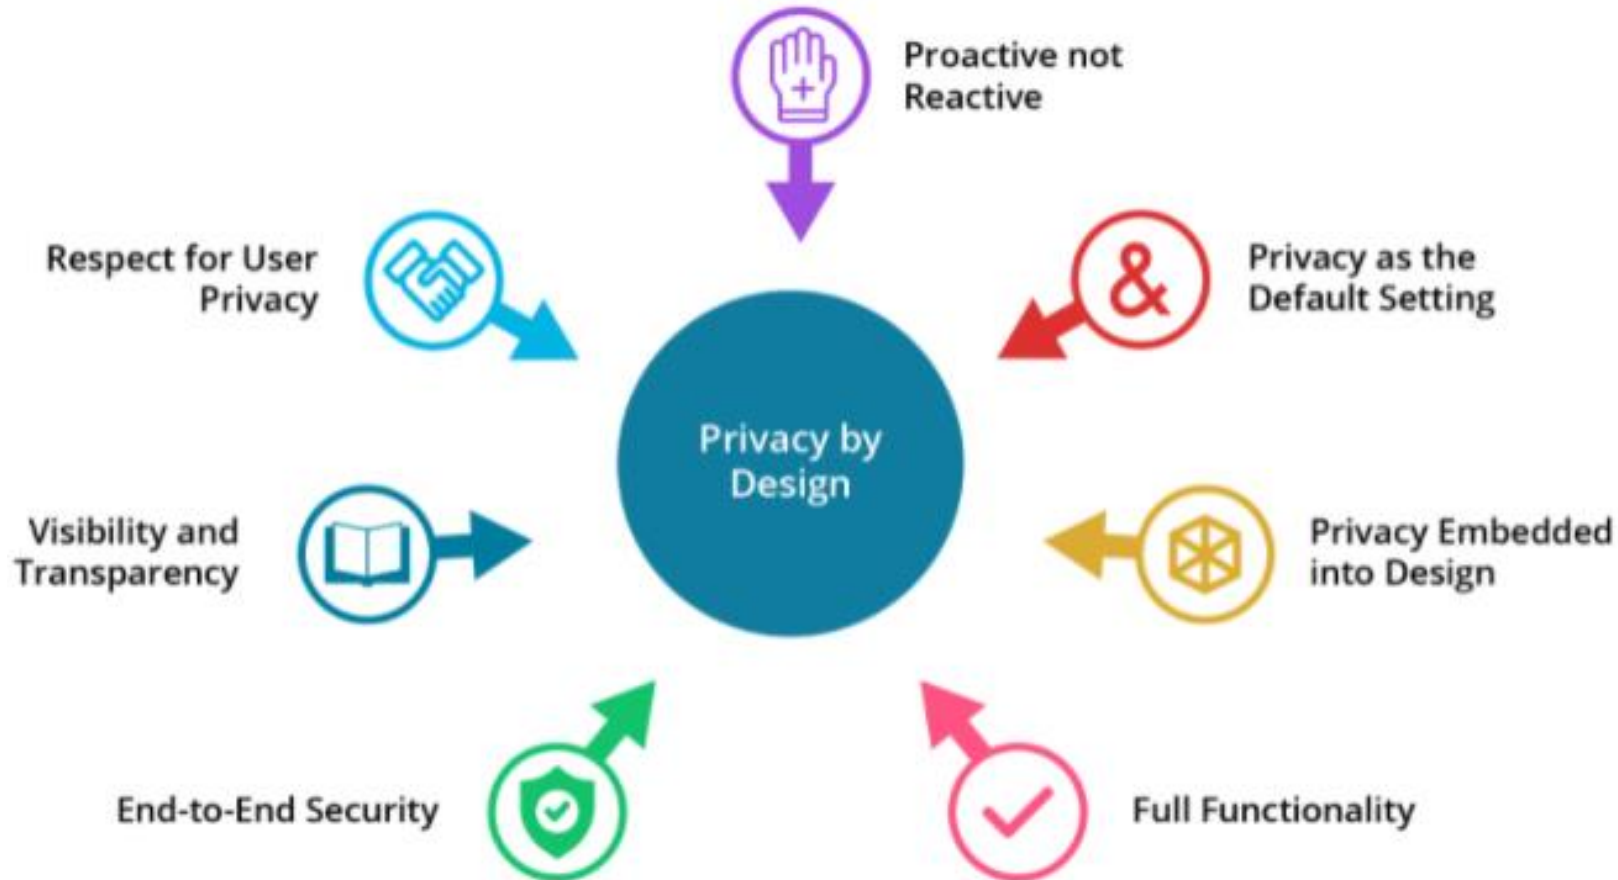 Proactive not
Reactive
Respect for User
Privacy
&
Privacy as the
Default Setting
Privacy by
Design
Visibility and
Transparency
Privacy Embedded
into Design
End-to-End Security
Full Functionality